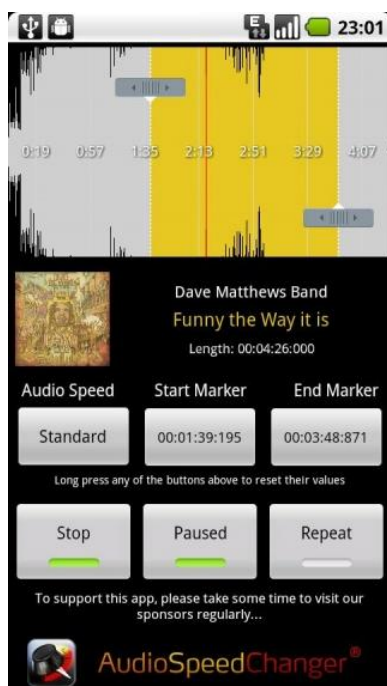 E
23:01
0:19 0:57 1:35 2:13 2:51 3:29 4:07
Dave Matthews Band
Funny the Way it is
Length: 00:04:26:000
Audio Speed Start Marker End Marker
Standard 00:01:39:195 00:03:48:871
Long press any of the buttons above to reset their values
Stop Paused Repeat
To support this app, please take some time to visit our
sponsors regularly...
AudioSpeedChanger®